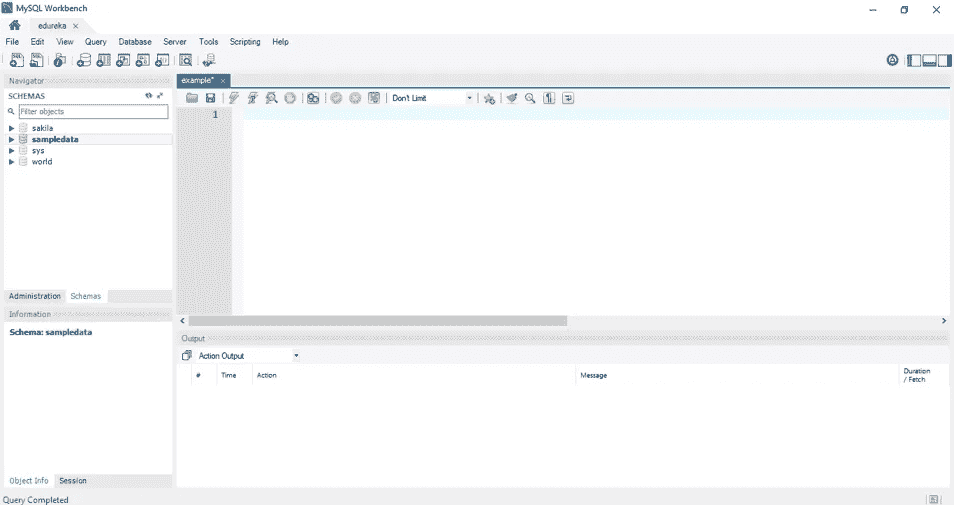 MySQL Workbench
edureka
File Edit View Query Database Server Tools Scripting Help
Navigator
SCHEMAS
Filter objects
sakila
sampledata
sys
world
Administration Schemas
Information
Schema: sampledata
Object Info Session
Query Completed
example*
Don't Limit
1
Output
Action Output
# Time Action Message Duration / Fetch